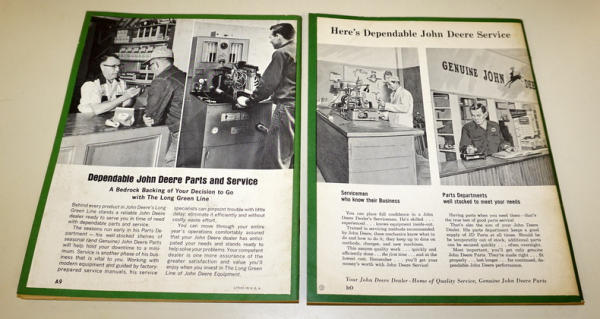 Dependable John Deere Parts and Service
A Bedrock Backing of Your Decision to Go
with The Long Green Line
Behind every product in John Deere's Long
Green Line stands a reliable John Deere
dealer ready to serve you in time of need
with dependable parts and service.
The seasons run early in his Parts De-
partment — his well-stocked shelves of
seasonal (and Genuine) John Deere Parts
will help hold your downtime to a mini-
mum. Service is another phase of his busi-
ness that is vital to you. Working with
modern equipment and guided by factory-
prepared service manuals, his service
specialists can pinpoint trouble with little
delay; eliminate it efficiently and without
costly waste effort.
You can move through your entire
year's operations comfortably assured
that your John Deere dealer has antici-
pated your needs and stands ready to
help solve your problems. Your competent
dealer is one more assurance of the
greater satisfaction and value you'll
enjoy when you invest in The Long Green
Line of John Deere Equipment.
A9
LITHO IN U.S.A.
Here's Dependable John Deere Service
GENUINE JOHN DEER
Servicemen
who know their Business
You can place full confidence in a John
Deere Dealer's Serviceman. He's skilled . . .
experienced . . . knows equipment inside-out.
Trained in servicing methods recommended
by John Deere, these mechanics know what to
do and how to do it; they keep up to date on
methods, changes, and new machines.
This means quality work . . . quickly and
efficiently done . . . the first time . . . and at the
lowest cost. Remember . . . you'll get your
money's worth with John Deere Service!
Parts Departments
well stocked to meet your needs
Having parts when you need them—that's
the true test of good parts service!
That's the aim of your John Deere
Dealer. His parts department keeps a good
supply of JD Parts at all times. Should he
be temporarily out of stock, additional parts
can be secured quickly . . . often, overnight.
Most important, you'll get only genuine
John Deere Parts. They're made right . . . fit
properly . . . last longer . . . for continued, de-
pendable John Deere performance.
Your John Deere Dealer - Home of Quality Service, Genuine John Deere Parts